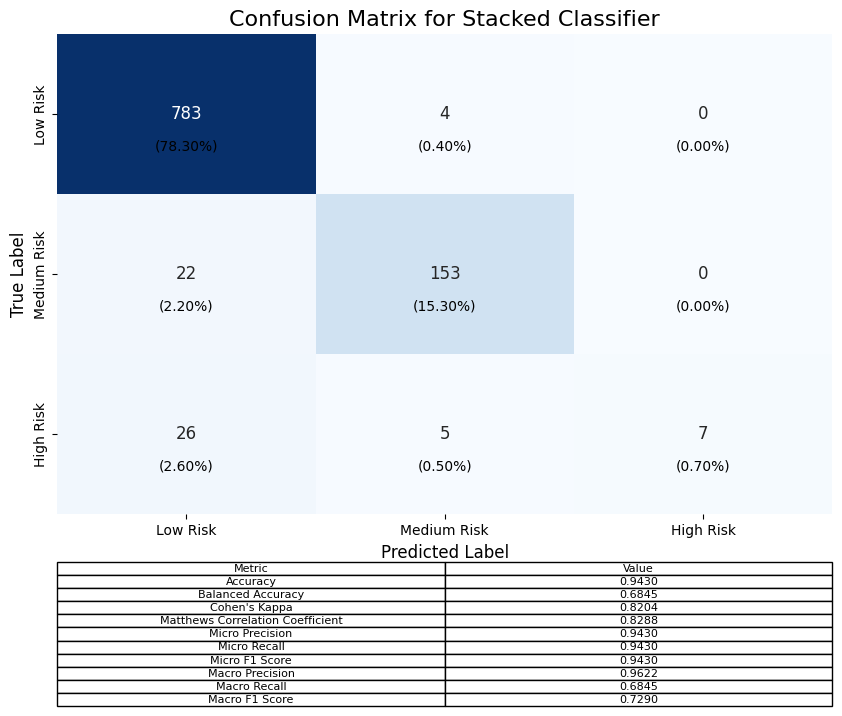 Confusion Matrix for Stacked Classifier
True Label
Low Risk
783 4 0
(78.30%) (0.40%) (0.00%)
Medium Risk
22 153 0
(2.20%) (15.30%) (0.00%)
High Risk
26 5 7
(2.60%) (0.50%) (0.70%)
Low Risk Medium Risk High Risk
Predicted Label
Metric Value
Accuracy 0.9430
Balanced Accuracy 0.6845
Cohen's Kappa 0.8204
Matthews Correlation Coefficient 0.8288
Micro Precision 0.9430
Micro Recall 0.9430
Micro F1 Score 0.9430
Macro Precision 0.9622
Macro Recall 0.6845
Macro F1 Score 0.7290